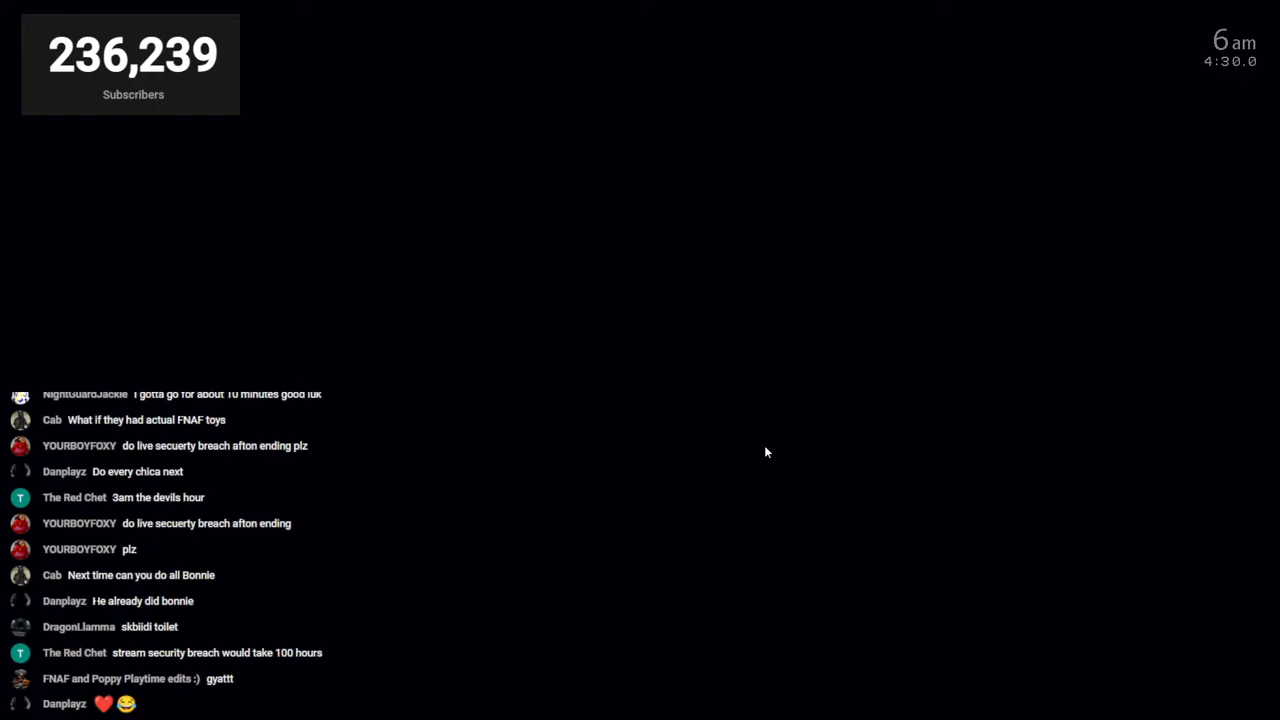 236,239
Subscribers
6 am
4:30.0
NightGuardJackie I gotta go for about 10 minutes good luk
Cab What if they had actual FNAF toys
YOURBOYFOXY do live secuerty breach afton ending plz
Danplayz Do every chica next
T The Red Chet 3am the devils hour
YOURBOYFOXY do live secuerty breach afton ending
YOURBOYFOXY plz
Cab Next time can you do all Bonnie
Danplayz He already did bonnie
DragonLlamma skbiidi toilet
T The Red Chet stream security breach would take 100 hours
FNAF and Poppy Playtime edits :) gyattt
Danplayz ❤️😂